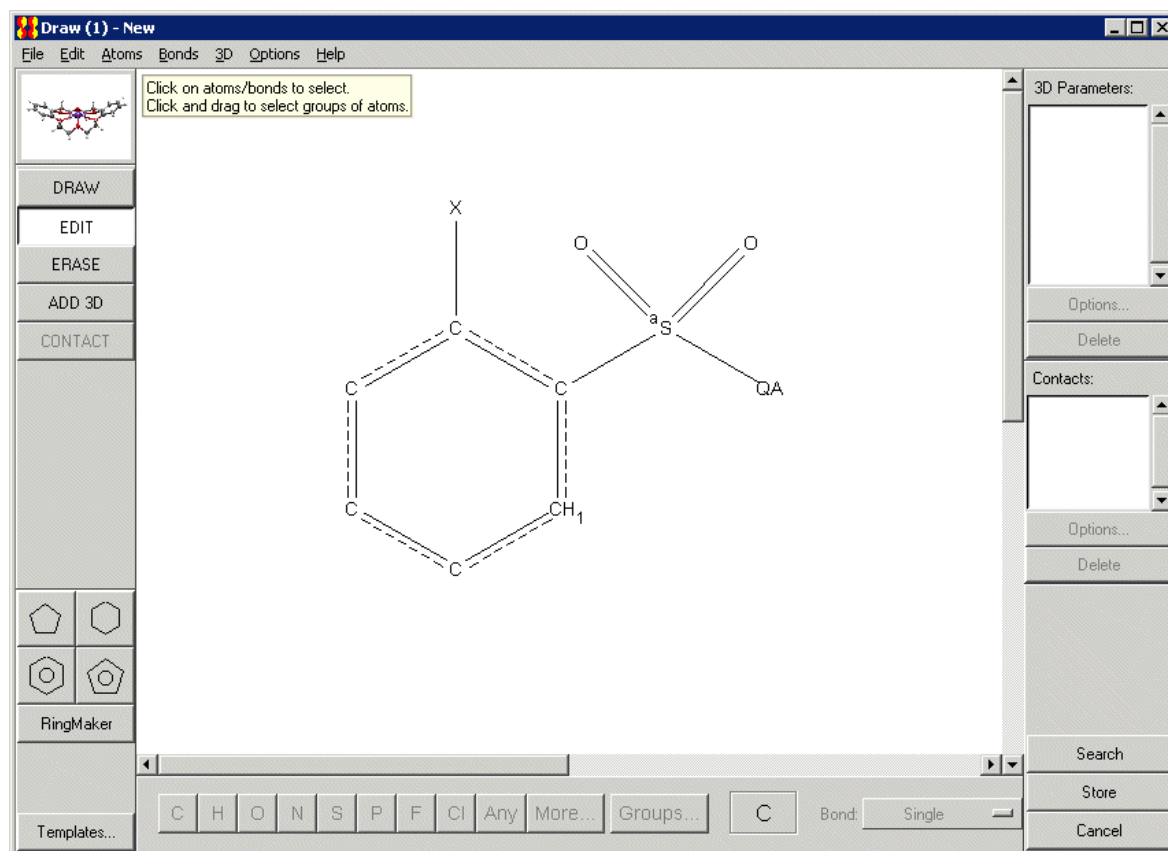 Draw (1) - New
File Edit Atoms Bonds 3D Options Help
Click on atoms/bonds to select.
Click and drag to select groups of atoms.
3D Parameters:
DRAW
EDIT
ERASE
ADD 3D
CONTACT
X
O O
aS
C
C C QA
C CH1
C
Options...
Delete
Contacts:
Options...
Delete
RingMaker
Templates...
C H O N S P F Cl Any More... Groups... C Bond: Single
Search
Store
Cancel